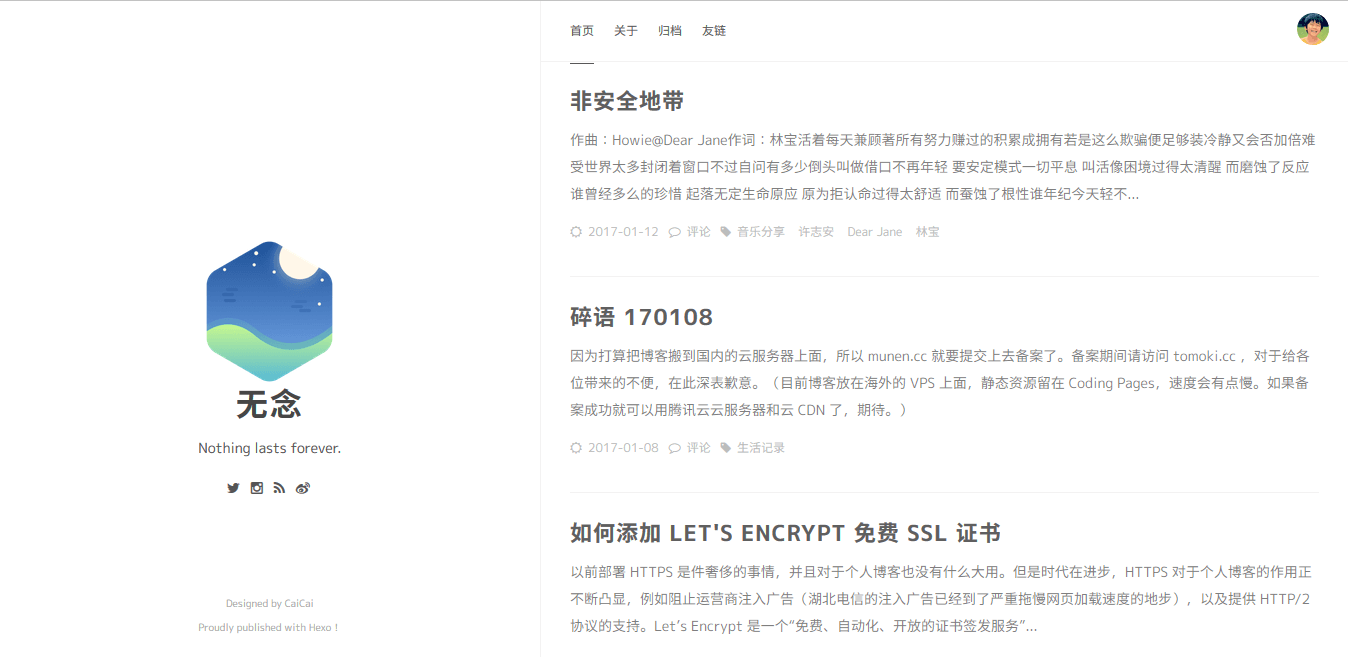 首页 关于 归档 友链
非安全地带
作曲：Howie@Dear Jane作词：林宝活着每天兼顾著所有努力赚过的积累成拥有若是这么欺骗便足够装冷静又会否加倍难
受世界太多封闭着窗口不过自问有多少倒头叫做借口不再年轻 要安定模式一切平息 叫活像困境过得太清醒 而磨蚀了反应
谁曾经多么的珍惜 起落无定生命原应 原为拒认命过得太舒适 而蚕蚀了根性谁年纪今天轻不...
2017-01-12 评论 音乐分享 许志安 Dear Jane 林宝
碎语 170108
因为打算把博客搬到国内的云服务器上面，所以 munen.cc 就要提交上去备案了。备案期间请访问 tomoki.cc ，对于给各
位带来的不便，在此深表歉意。（目前博客放在海外的 VPS 上面，静态资源留在 Coding Pages，速度会有点慢。如果备
案成功就可以用腾讯云云服务器和云 CDN 了，期待。）
2017-01-08 评论 生活记录
如何添加 LET'S ENCRYPT 免费 SSL 证书
以前部署 HTTPS 是件奢侈的事情，并且对于个人博客也没有什么大用。但是时代在进步，HTTPS 对于个人博客的作用正
不断凸显，例如阻止运营商注入广告（湖北电信的注入广告已经到了严重拖慢网页加载速度的地步），以及提供 HTTP/2
协议的支持。Let’s Encrypt 是一个“免费、自动化、开放的证书签发服务”...
无念
Nothing lasts forever.
Designed by CaiCai
Proudly published with Hexo！